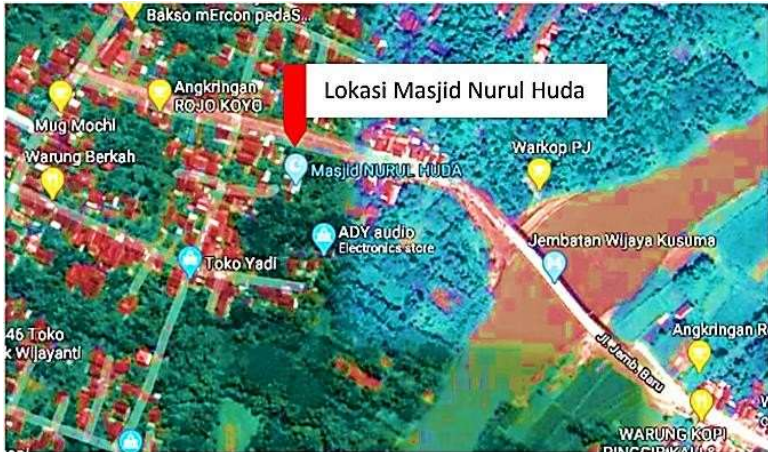 Bakso mErcon pedaS...
Lokasi Masjid Nurul Huda
Angkringan
ROJO KOYO
Mug MochI
Masjid NURUL HUDA
Warkop PJ
Warung Berkah
ADY audio
Electronics store
Jembatan Wijaya Kusuma
Toko Yadi
46 Toko
k Wijayanti
Angkringan R
Jl. Jemb. Baru
WARUNG KOPI